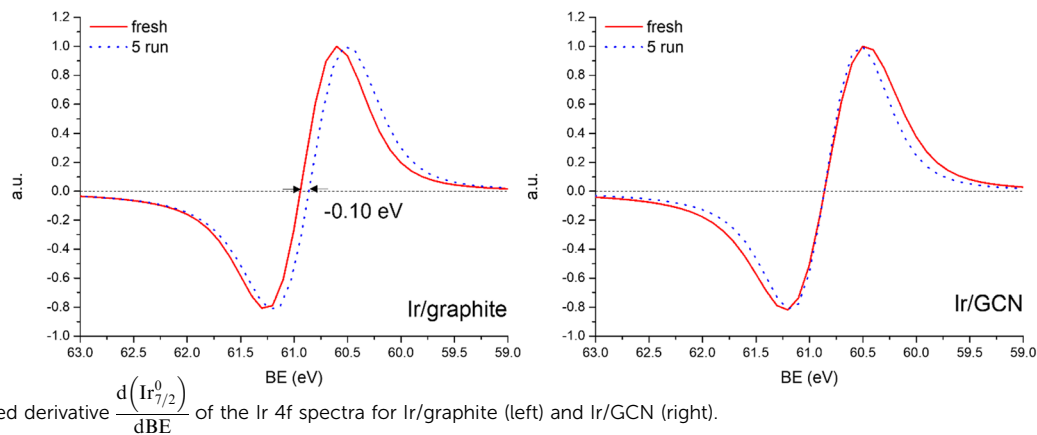 fresh
5 run
1.2
1.0
0.8
0.6
0.4
0.2
0.0
-0.2
-0.4
-0.6
-0.8
-1.0
a.u.
-0.10 eV
Ir/graphite
63.0 62.5 62.0 61.5 61.0 60.5 60.0 59.5 59.0
BE (eV)
fresh
5 run
1.2
1.0
0.8
0.6
0.4
0.2
0.0
-0.2
-0.4
-0.6
-0.8
-1.0
a.u.
Ir/GCN
63.0 62.5 62.0 61.5 61.0 60.5 60.0 59.5 59.0
BE (eV)
ed derivative d(Ir⁰₇/₂)/dBE of the Ir 4f spectra for Ir/graphite (left) and Ir/GCN (right).